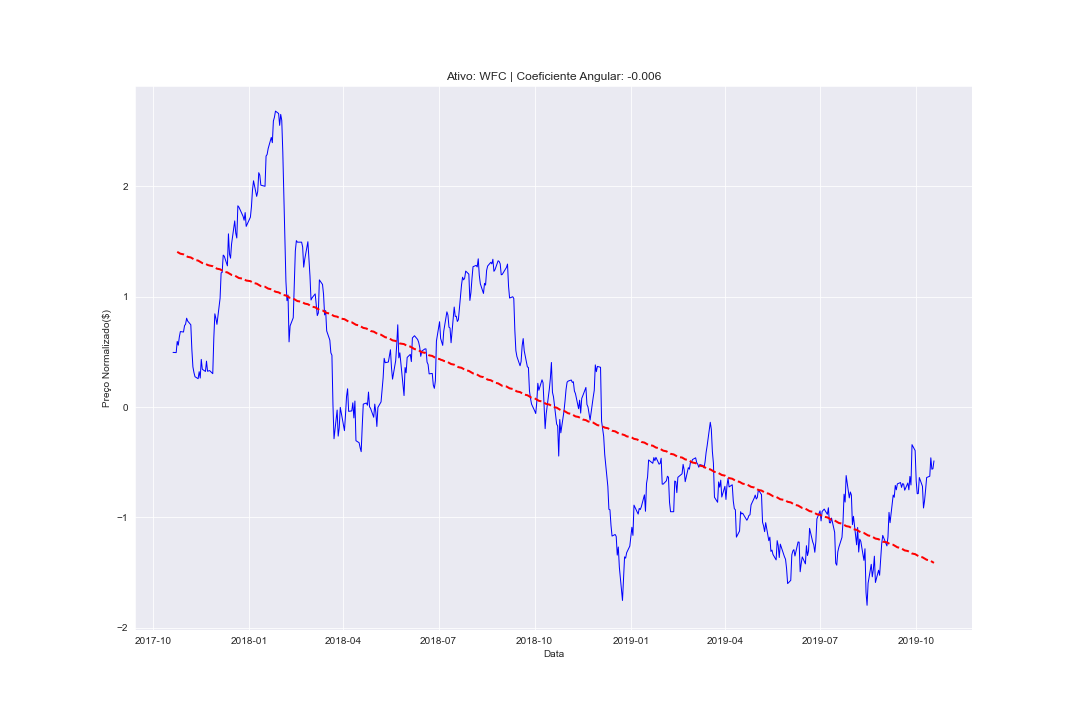 Ativo: WFC | Coeficiente Angular: -0.006
Preço Normalizado($)
2
1
0
−1
−2
2017-10 2018-01 2018-04 2018-07 2018-10 2019-01 2019-04 2019-07 2019-10
Data